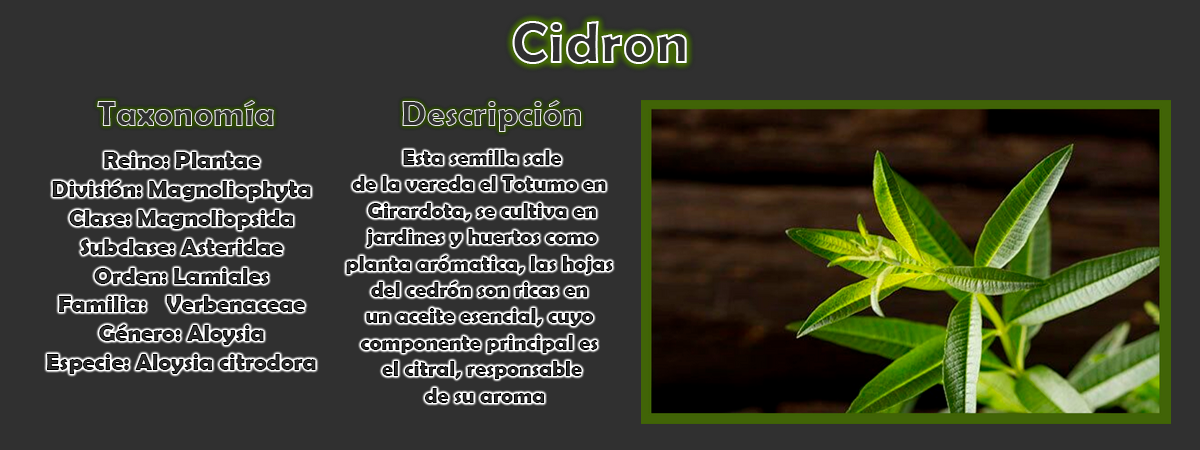 Cidron
Taxonomía
Reino: Plantae
División: Magnoliophyta
Clase: Magnoliopsida
Subclase: Asteridae
Orden: Lamiales
Familia: Verbenaceae
Género: Aloysia
Especie: Aloysia citrodora
Descripción
Esta semilla sale
de la vereda el Totumo en
Girardota, se cultiva en
jardines y huertos como
planta arómatica, las hojas
del cedrón son ricas en
un aceite esencial, cuyo
componente principal es
el citral, responsable
de su aroma